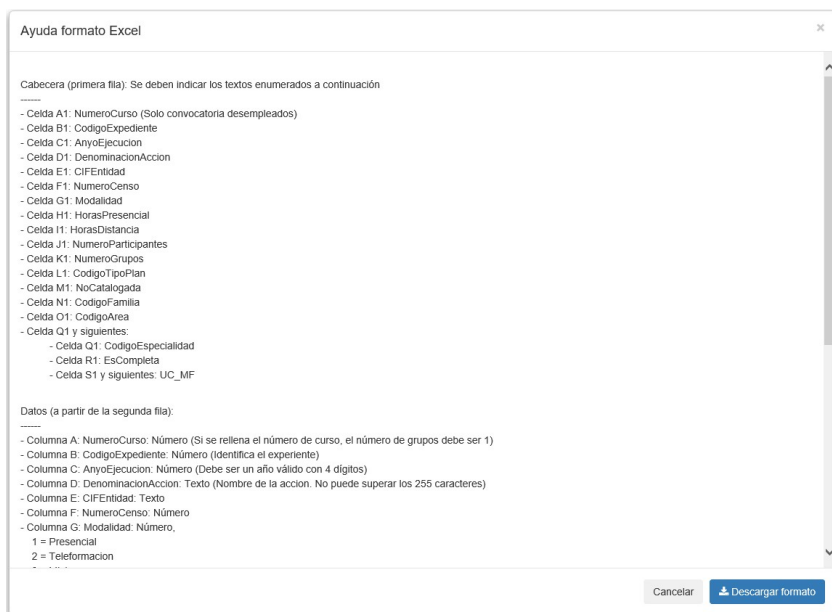 Ayuda formato Excel
×
Cabecera (primera fila): Se deben indicar los textos enumerados a continuación
------
- Celda A1: NumeroCurso (Solo convocatoria desempleados)
- Celda B1: CodigoExpediente
- Celda C1: AnyoEjecucion
- Celda D1: DenominacionAccion
- Celda E1: CIFEntidad
- Celda F1: NumeroCenso
- Celda G1: Modalidad
- Celda H1: HorasPresencial
- Celda I1: HorasDistancia
- Celda J1: NumeroParticipantes
- Celda K1: NumeroGrupos
- Celda L1: CodigoTipoPlan
- Celda M1: NoCatalogada
- Celda N1: CodigoFamilia
- Celda O1: CodigoArea
- Celda Q1 y siguientes:
- Celda Q1: CodigoEspecialidad
- Celda R1: EsCompleta
- Celda S1 y siguientes: UC_MF
Datos (a partir de la segunda fila):
------
- Columna A: NumeroCurso: Número (Si se rellena el número de curso, el número de grupos debe ser 1)
- Columna B: CodigoExpediente: Número (Identifica el experiente)
- Columna C: AnyoEjecucion: Número (Debe ser un año válido con 4 dígitos)
- Columna D: DenominacionAccion: Texto (Nombre de la accion. No puede superar los 255 caracteres)
- Columna E: CIFEntidad: Texto
- Columna F: NumeroCenso: Número
- Columna G: Modalidad: Número,
1 = Presencial
2 = Teleformacion
Cancelar
Descargar formato